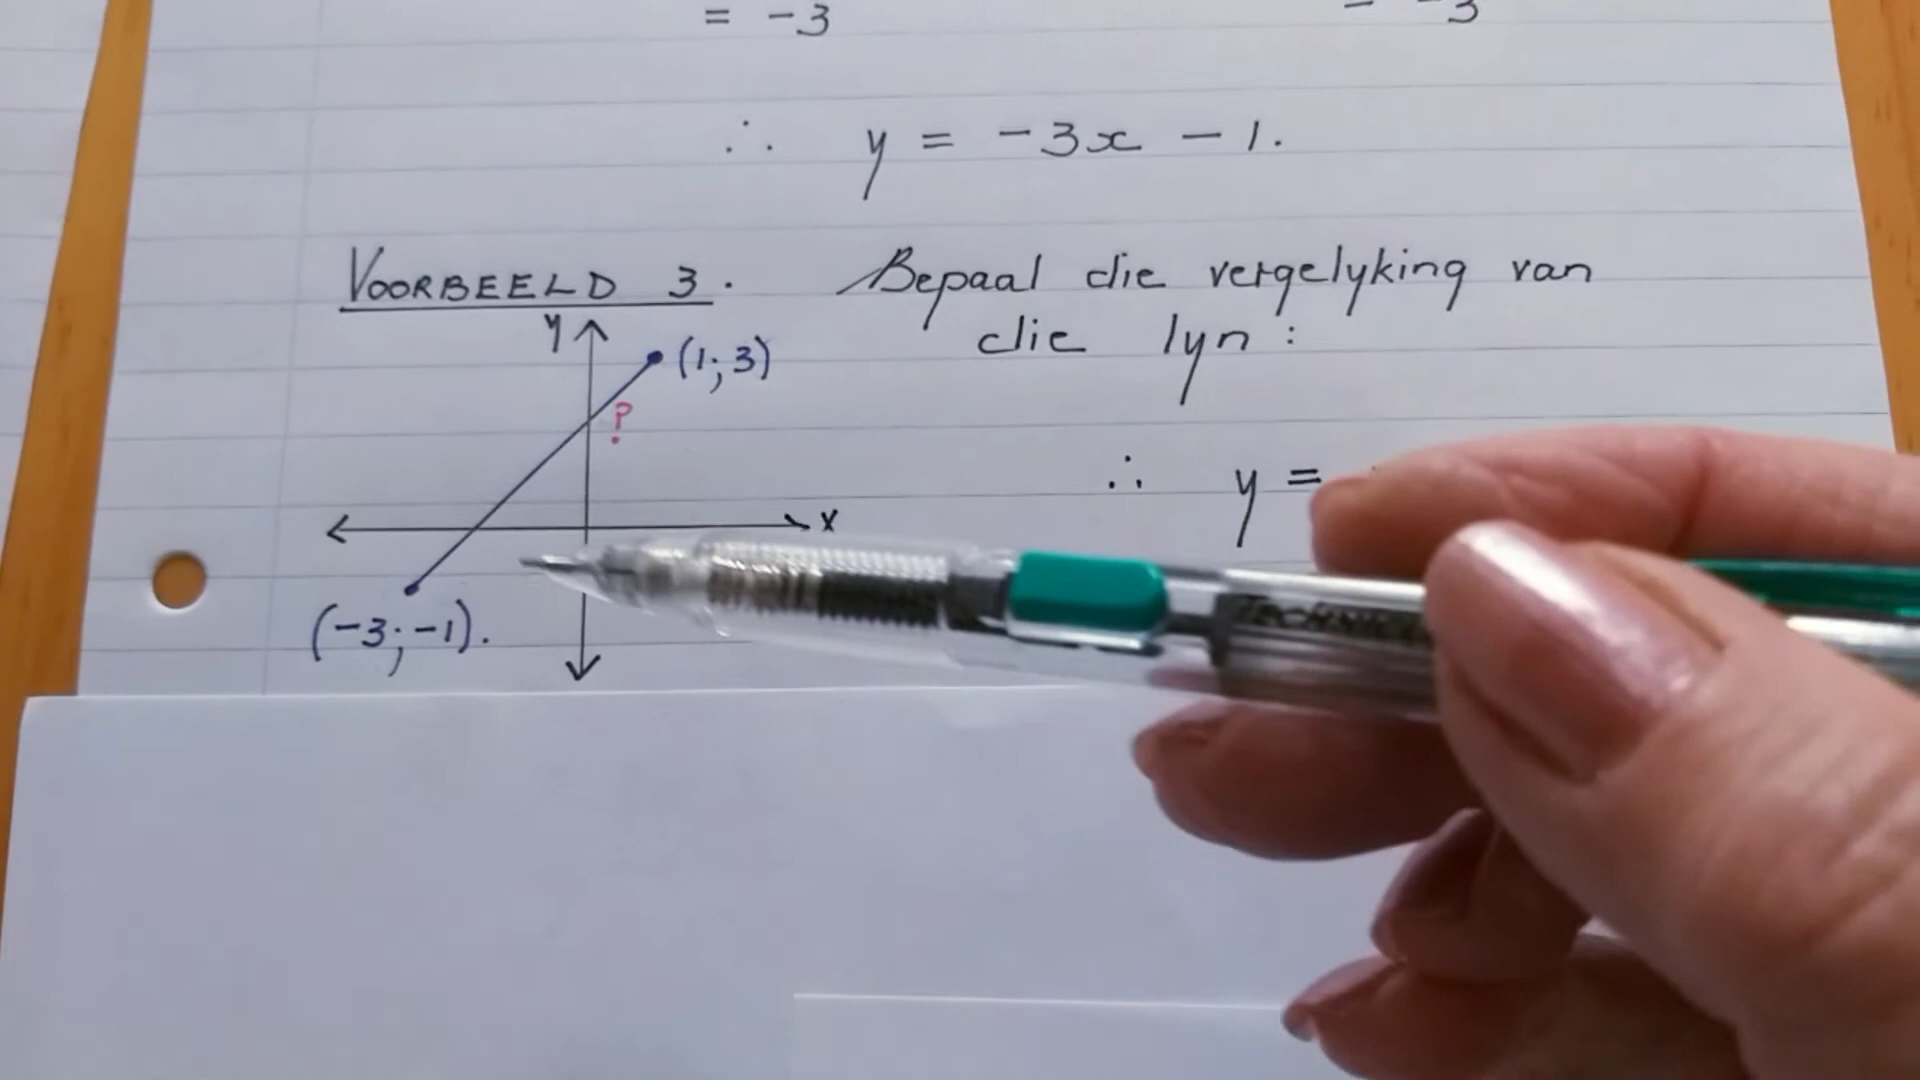 = -3
= -3
∴ y = -3x - 1.
VOORBEELD 3. Bepaal die vergelyking van
die lyn:
y
(1; 3)
?
∴ y =
x
(-3; -1).